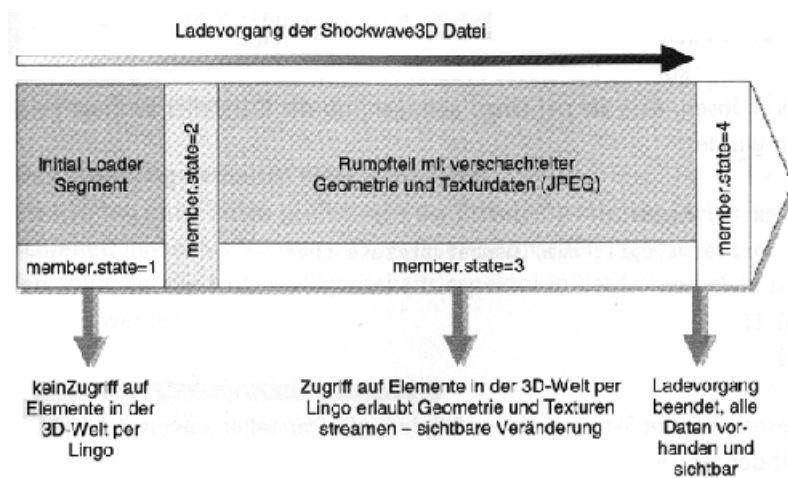 Ladevorgang der Shockwave3D Datei
Initial Loader
Segment
member.state=1
member.state=2
Rumpfteil mit verschachtelter
Geometrie und Texturdaten (JPEG)
member.state=3
member.state=4
keinZugriff auf
Elemente in der
3D-Welt per
Lingo
Zugriff auf Elemente in der 3D-Welt per
Lingo erlaubt Geometrie und Texturen
streamen – sichtbare Veränderung
Ladevorgang
beendet, alle
Daten vor-
handen und
sichtbar